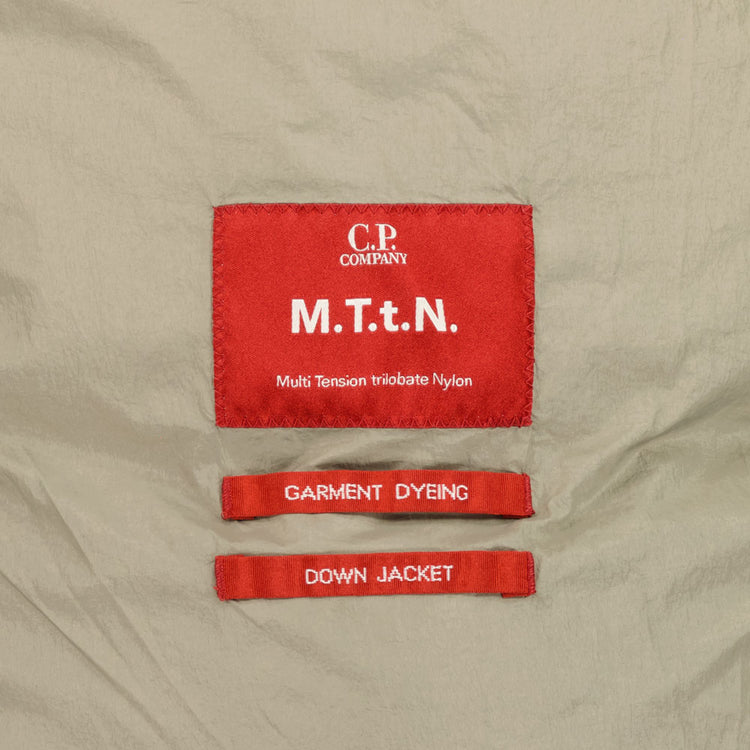 C.P.
COMPANY
M.T.t.N.
Multi Tension trilobate Nylon
GARMENT DYEING
DOWN JACKET